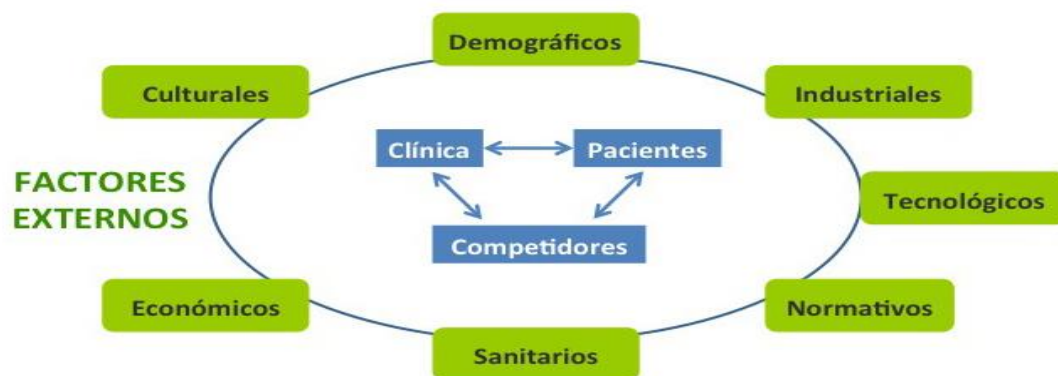 Demográficos
Culturales
Industriales
Clínica
Pacientes
FACTORES
EXTERNOS
Tecnológicos
Competidores
Económicos
Normativos
Sanitarios